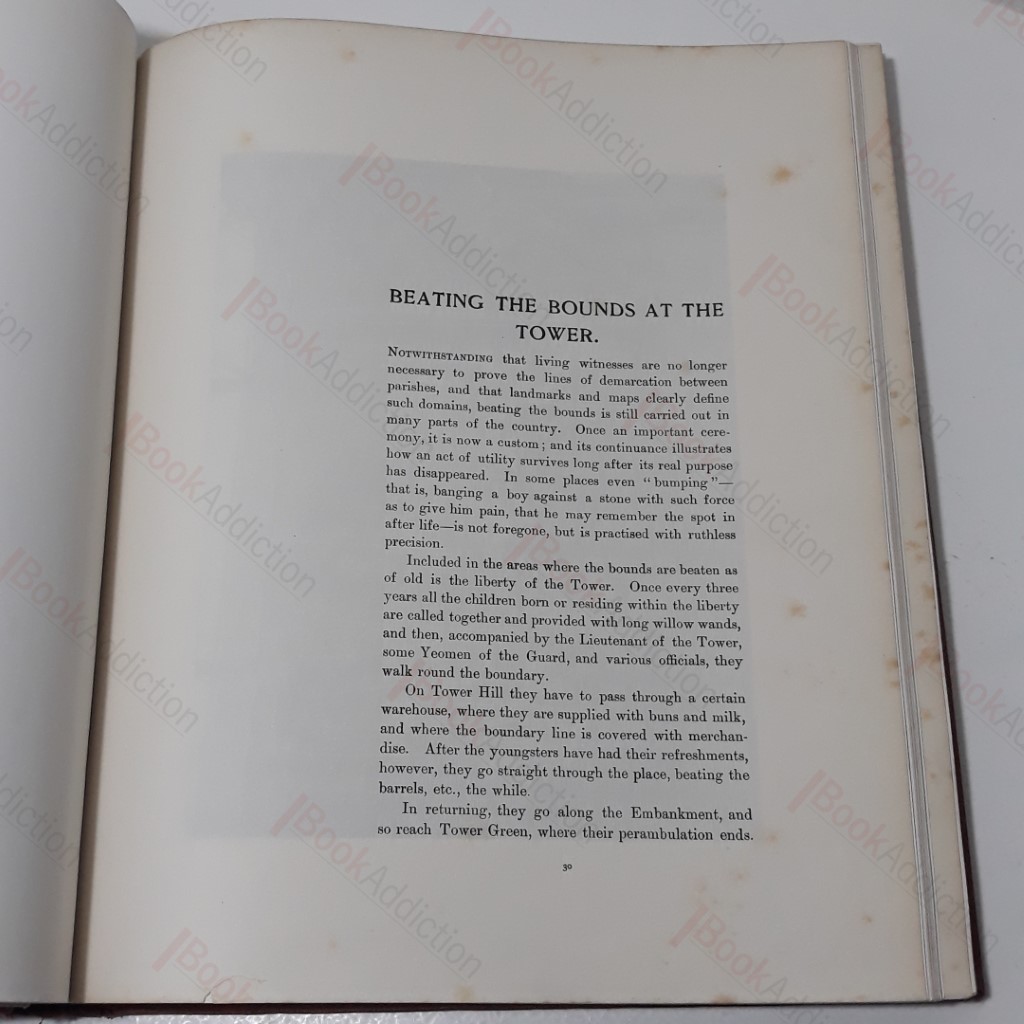 BEATING THE BOUNDS AT THE
TOWER.
NOTWITHSTANDING that living witnesses are no longer
necessary to prove the lines of demarcation between
parishes, and that landmarks and maps clearly define
such domains, beating the bounds is still carried out in
many parts of the country. Once an important cere-
mony, it is now a custom; and its continuance illustrates
how an act of utility survives long after its real purpose
has disappeared. In some places even "bumping"—
that is, banging a boy against a stone with such force
as to give him pain, that he may remember the spot in
after life—is not foregone, but is practised with ruthless
precision.
Included in the areas where the bounds are beaten as
of old is the liberty of the Tower. Once every three
years all the children born or residing within the liberty
are called together and provided with long willow wands,
and then, accompanied by the Lieutenant of the Tower,
some Yeomen of the Guard, and various officials, they
walk round the boundary.
On Tower Hill they have to pass through a certain
warehouse, where they are supplied with buns and milk,
and where the boundary line is covered with merchan-
dise. After the youngsters have had their refreshments,
however, they go straight through the place, beating the
barrels, etc., the while.
In returning, they go along the Embankment, and
so reach Tower Green, where their perambulation ends.
30
BookAddiction